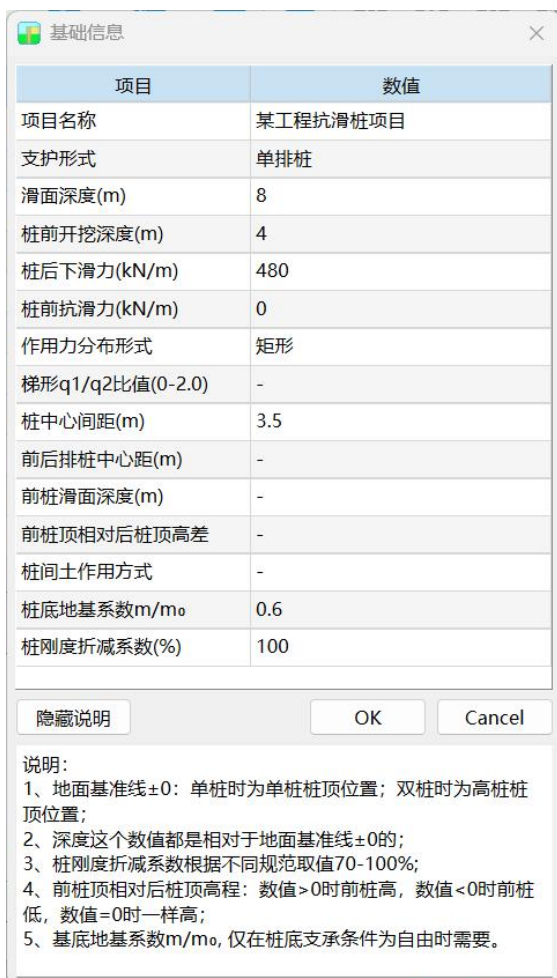 基础信息
项目 数值
项目名称 某工程抗滑桩项目
支护形式 单排桩
滑面深度(m) 8
桩前开挖深度(m) 4
桩后下滑力(kN/m) 480
桩前抗滑力(kN/m) 0
作用力分布形式 矩形
梯形q1/q2比值(0-2.0) -
桩中心间距(m) 3.5
前后排桩中心距(m) -
前桩滑面深度(m) -
前桩顶相对后桩顶高差 -
桩间土作用方式 -
桩底地基系数m/m₀ 0.6
桩刚度折减系数(%) 100
隐藏说明 OK Cancel
说明：
1、地面基准线±0：单桩时为单桩桩顶位置；双桩时为高桩桩
顶位置；
2、深度这个数值都是相对于地面基准线±0的；
3、桩刚度折减系数根据不同规范取值70-100%；
4、前桩顶相对后桩顶高程：数值>0时前桩高，数值<0时前桩
低，数值=0时一样高；
5、基底地基系数m/m₀, 仅在桩底支承条件为自由时需要。